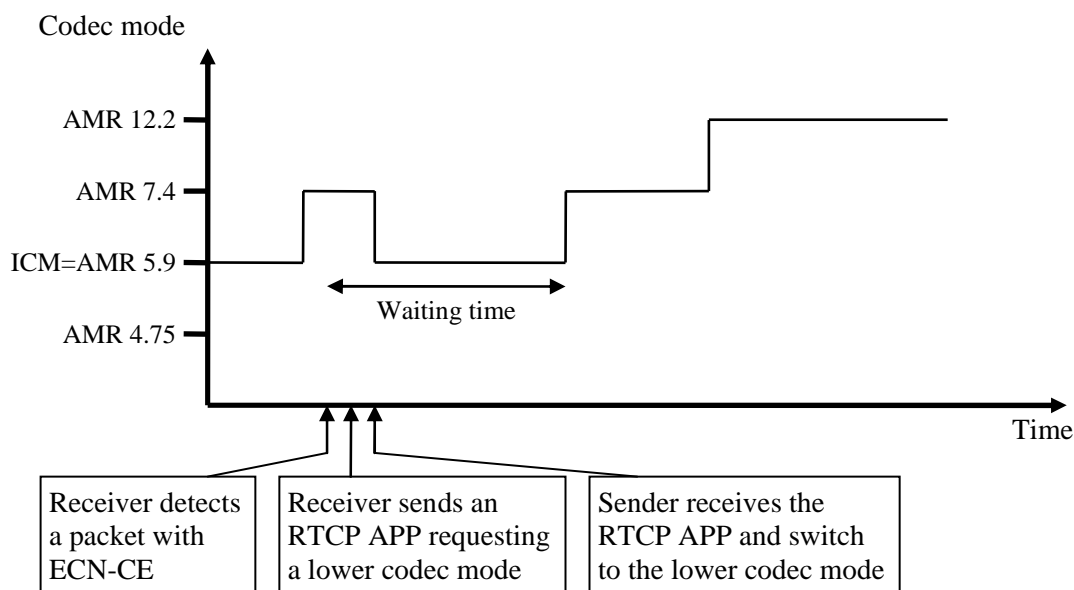 Codec mode
AMR 12.2
AMR 7.4
ICM=AMR 5.9
AMR 4.75
Waiting time
Time
Receiver detects
a packet with
ECN-CE
Receiver sends an
RTCP APP requesting
a lower codec mode
Sender receives the
RTCP APP and switch
to the lower codec mode